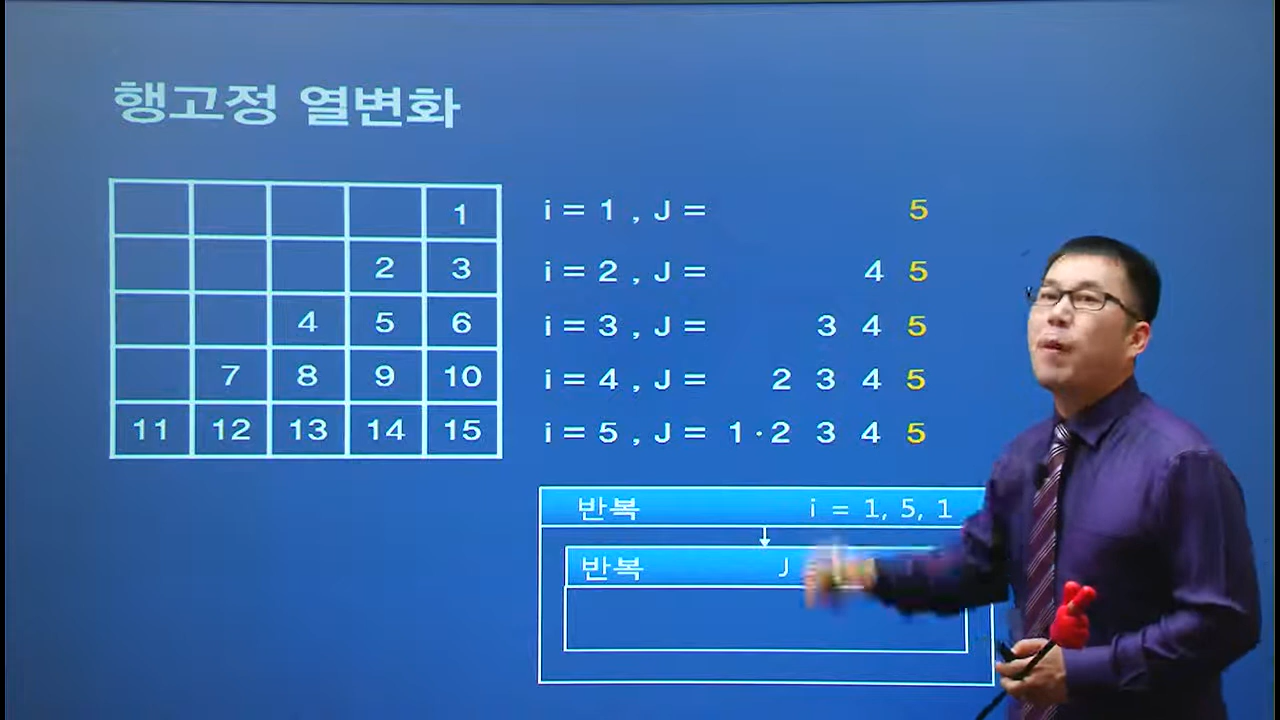 행고정 열변화
1
2 3
4 5 6
7 8 9 10
11 12 13 14 15
i = 1 , J = 5
i = 2 , J = 4 5
i = 3 , J = 3 4 5
i = 4 , J = 2 3 4 5
i = 5 , J = 1·2 3 4 5
반복 i = 1, 5, 1
반복 J